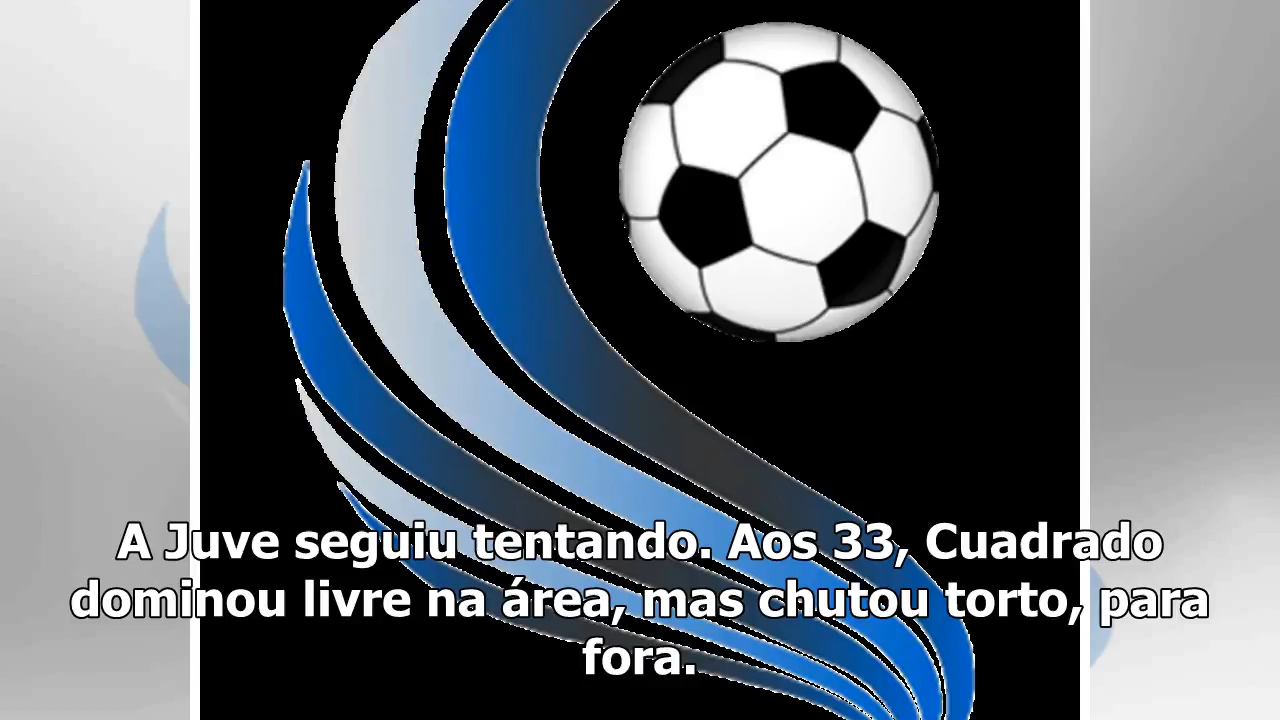 A Juve seguiu tentando. Aos 33, Cuadrado
dominou livre na área, mas chutou torto, para
fora.